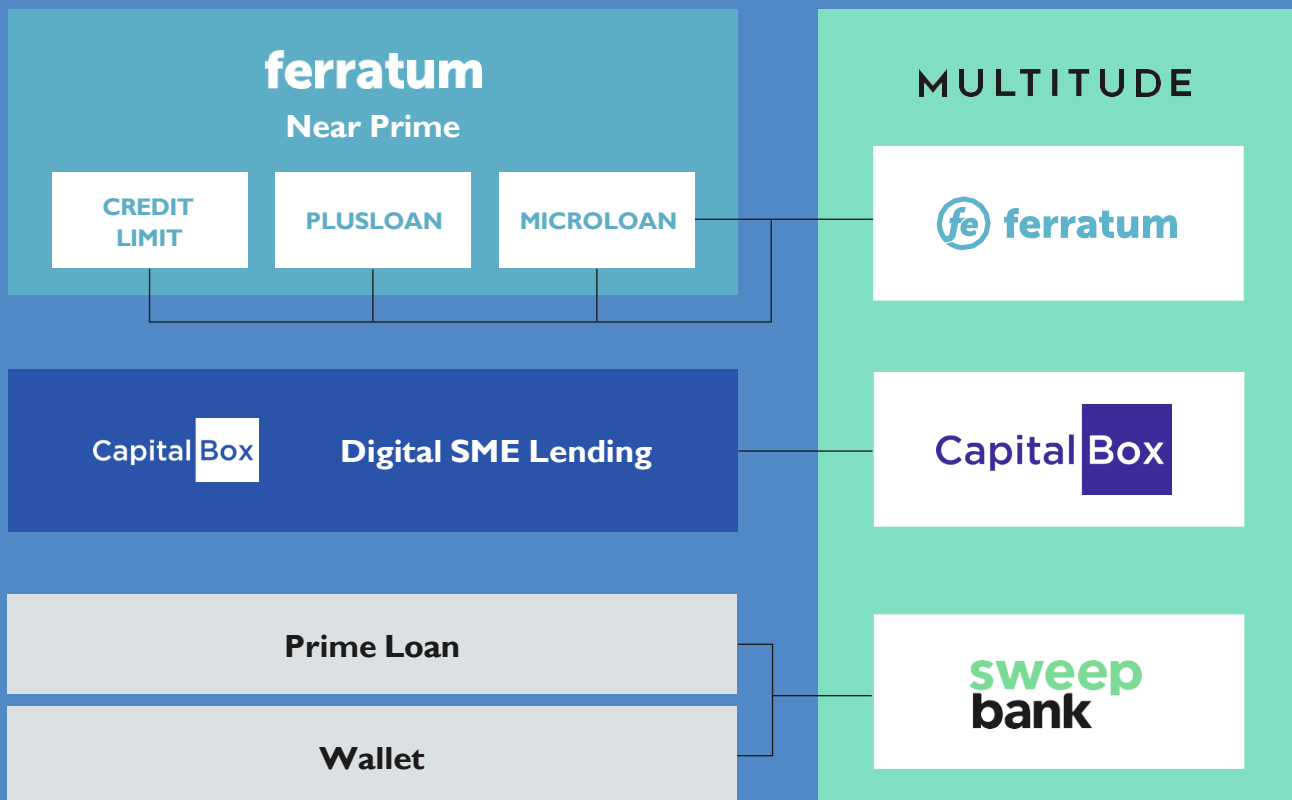 ferratum
Near Prime
CREDIT
LIMIT
PLUSLOAN
MICROLOAN
Capital Box
Digital SME Lending
Prime Loan
Wallet
MULTITUDE
fe ferratum
Capital Box
sweep
bank